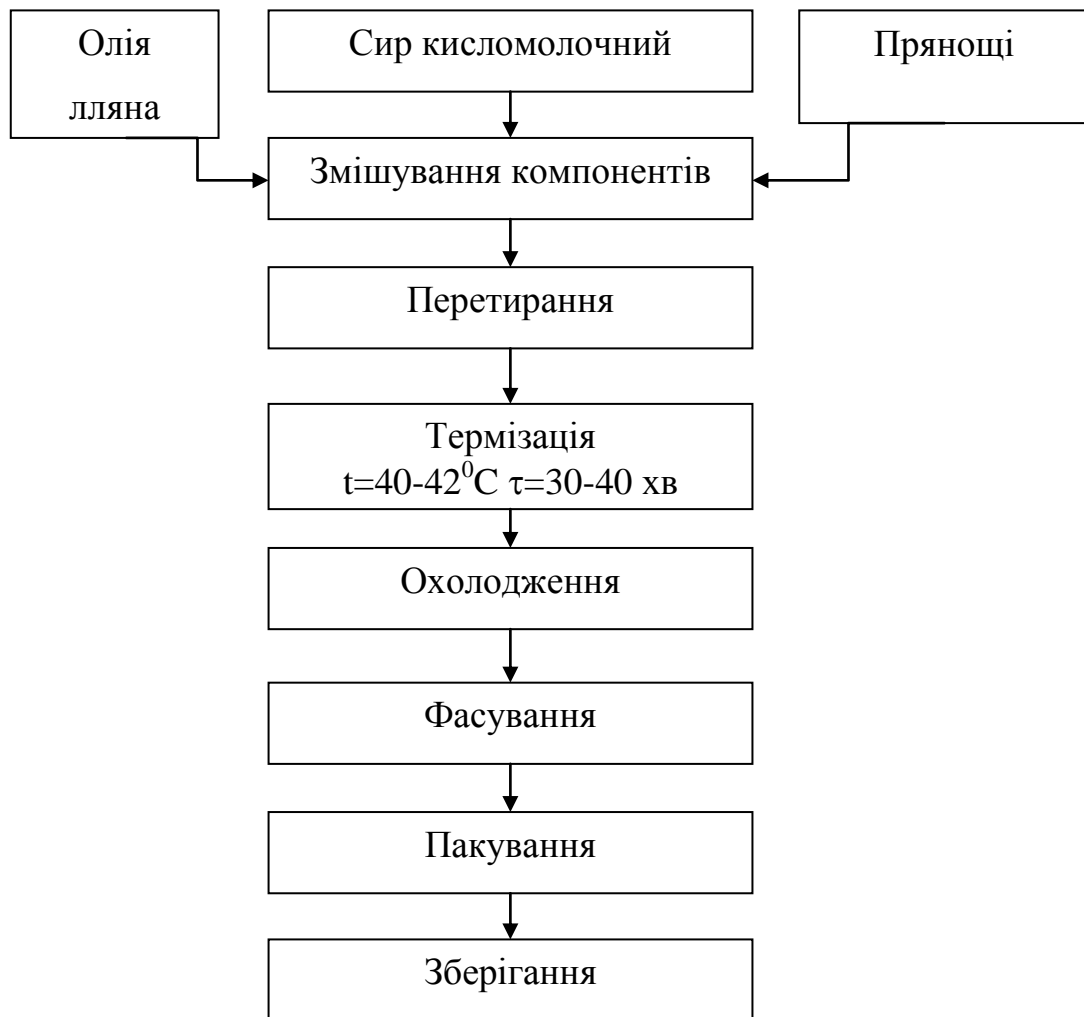 Олія
лляна
Сир кисломолочний
Прянощі
Змішування компонентів
Перетирання
Термізація
t=40-42⁰С τ=30-40 хв
Охолодження
Фасування
Пакування
Зберігання